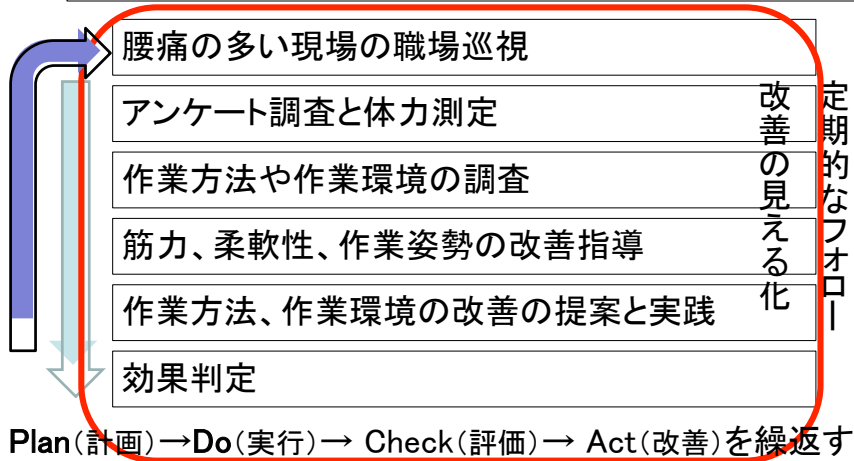 腰痛の多い現場の職場巡視
アンケート調査と体力測定
作業方法や作業環境の調査
筋力、柔軟性、作業姿勢の改善指導
作業方法、作業環境の改善の提案と実践
効果判定
改善の見える化
定期的なフォロー
Plan(計画)→Do(実行)→ Check(評価)→ Act(改善)を繰返す